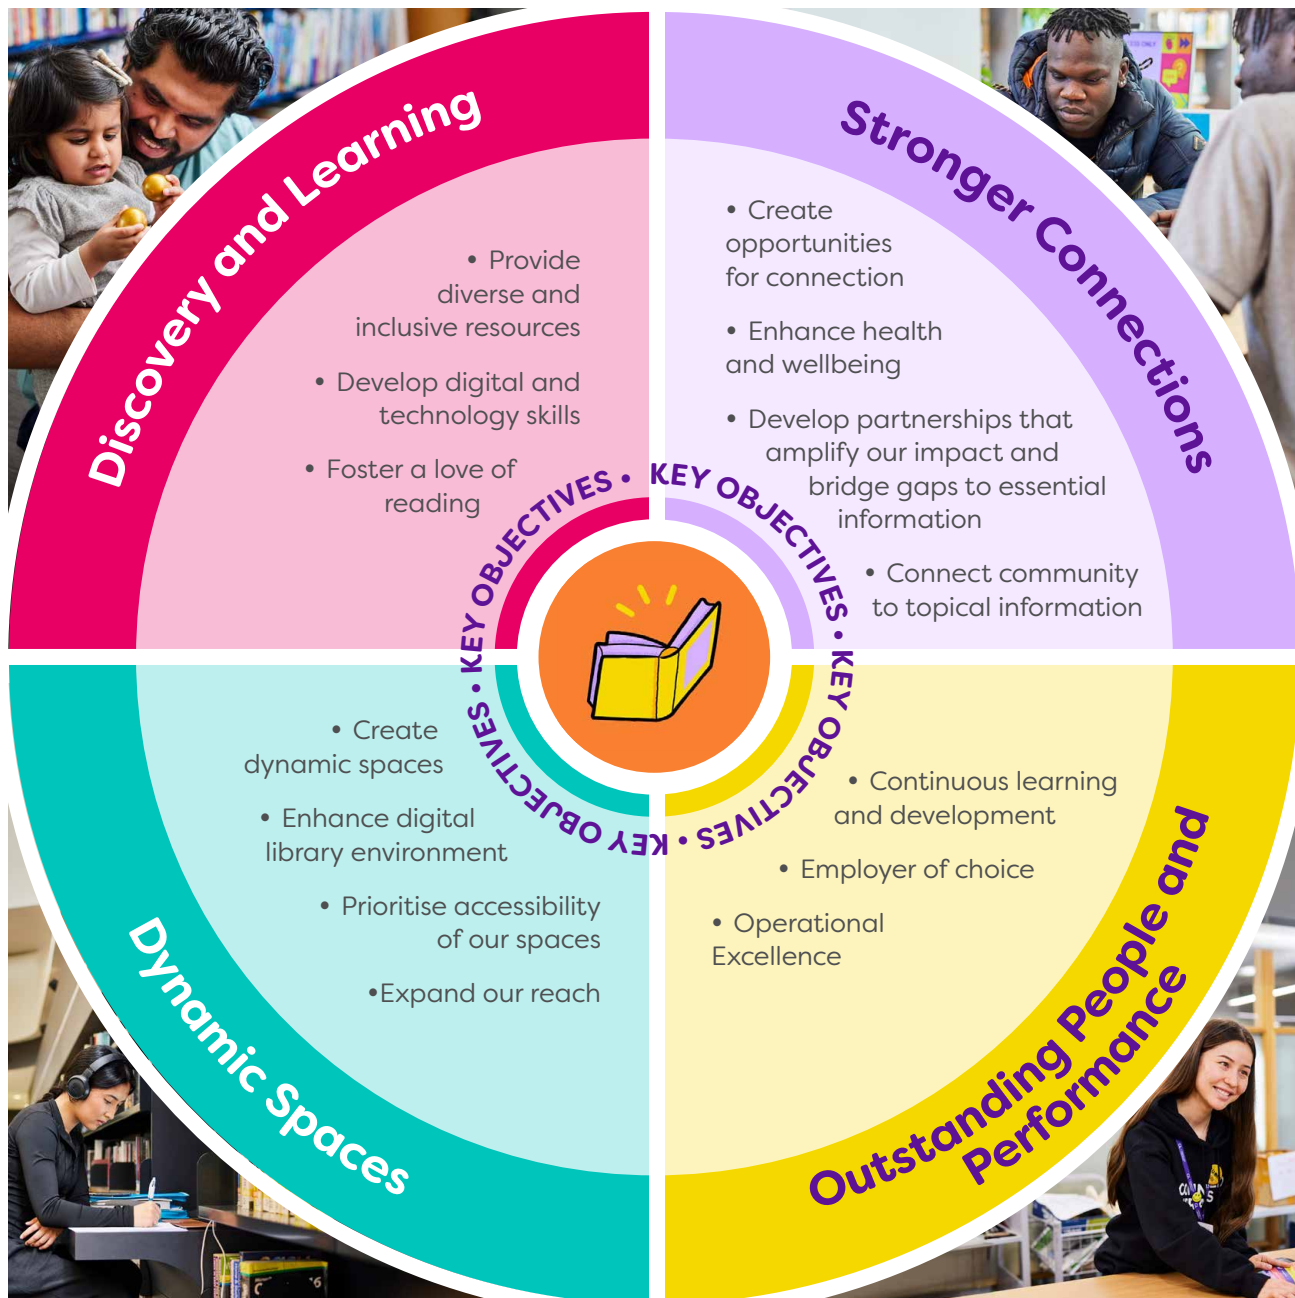 Discovery and Learning
• Provide
diverse and
inclusive resources
• Develop digital and
technology skills
• Foster a love of
reading
Stronger Connections
• Create
opportunities
for connection
• Enhance health
and wellbeing
• Develop partnerships that
amplify our impact and
bridge gaps to essential
information
• Connect community
to topical information
KEY OBJECTIVES • KEY OBJECTIVES • KEY OBJECTIVES • KEY OBJECTIVES •
Dynamic Spaces
• Create
dynamic spaces
• Enhance digital
library environment
• Prioritise accessibility
of our spaces
•Expand our reach
Outstanding People and
Performance
• Continuous learning
and development
• Employer of choice
• Operational
Excellence